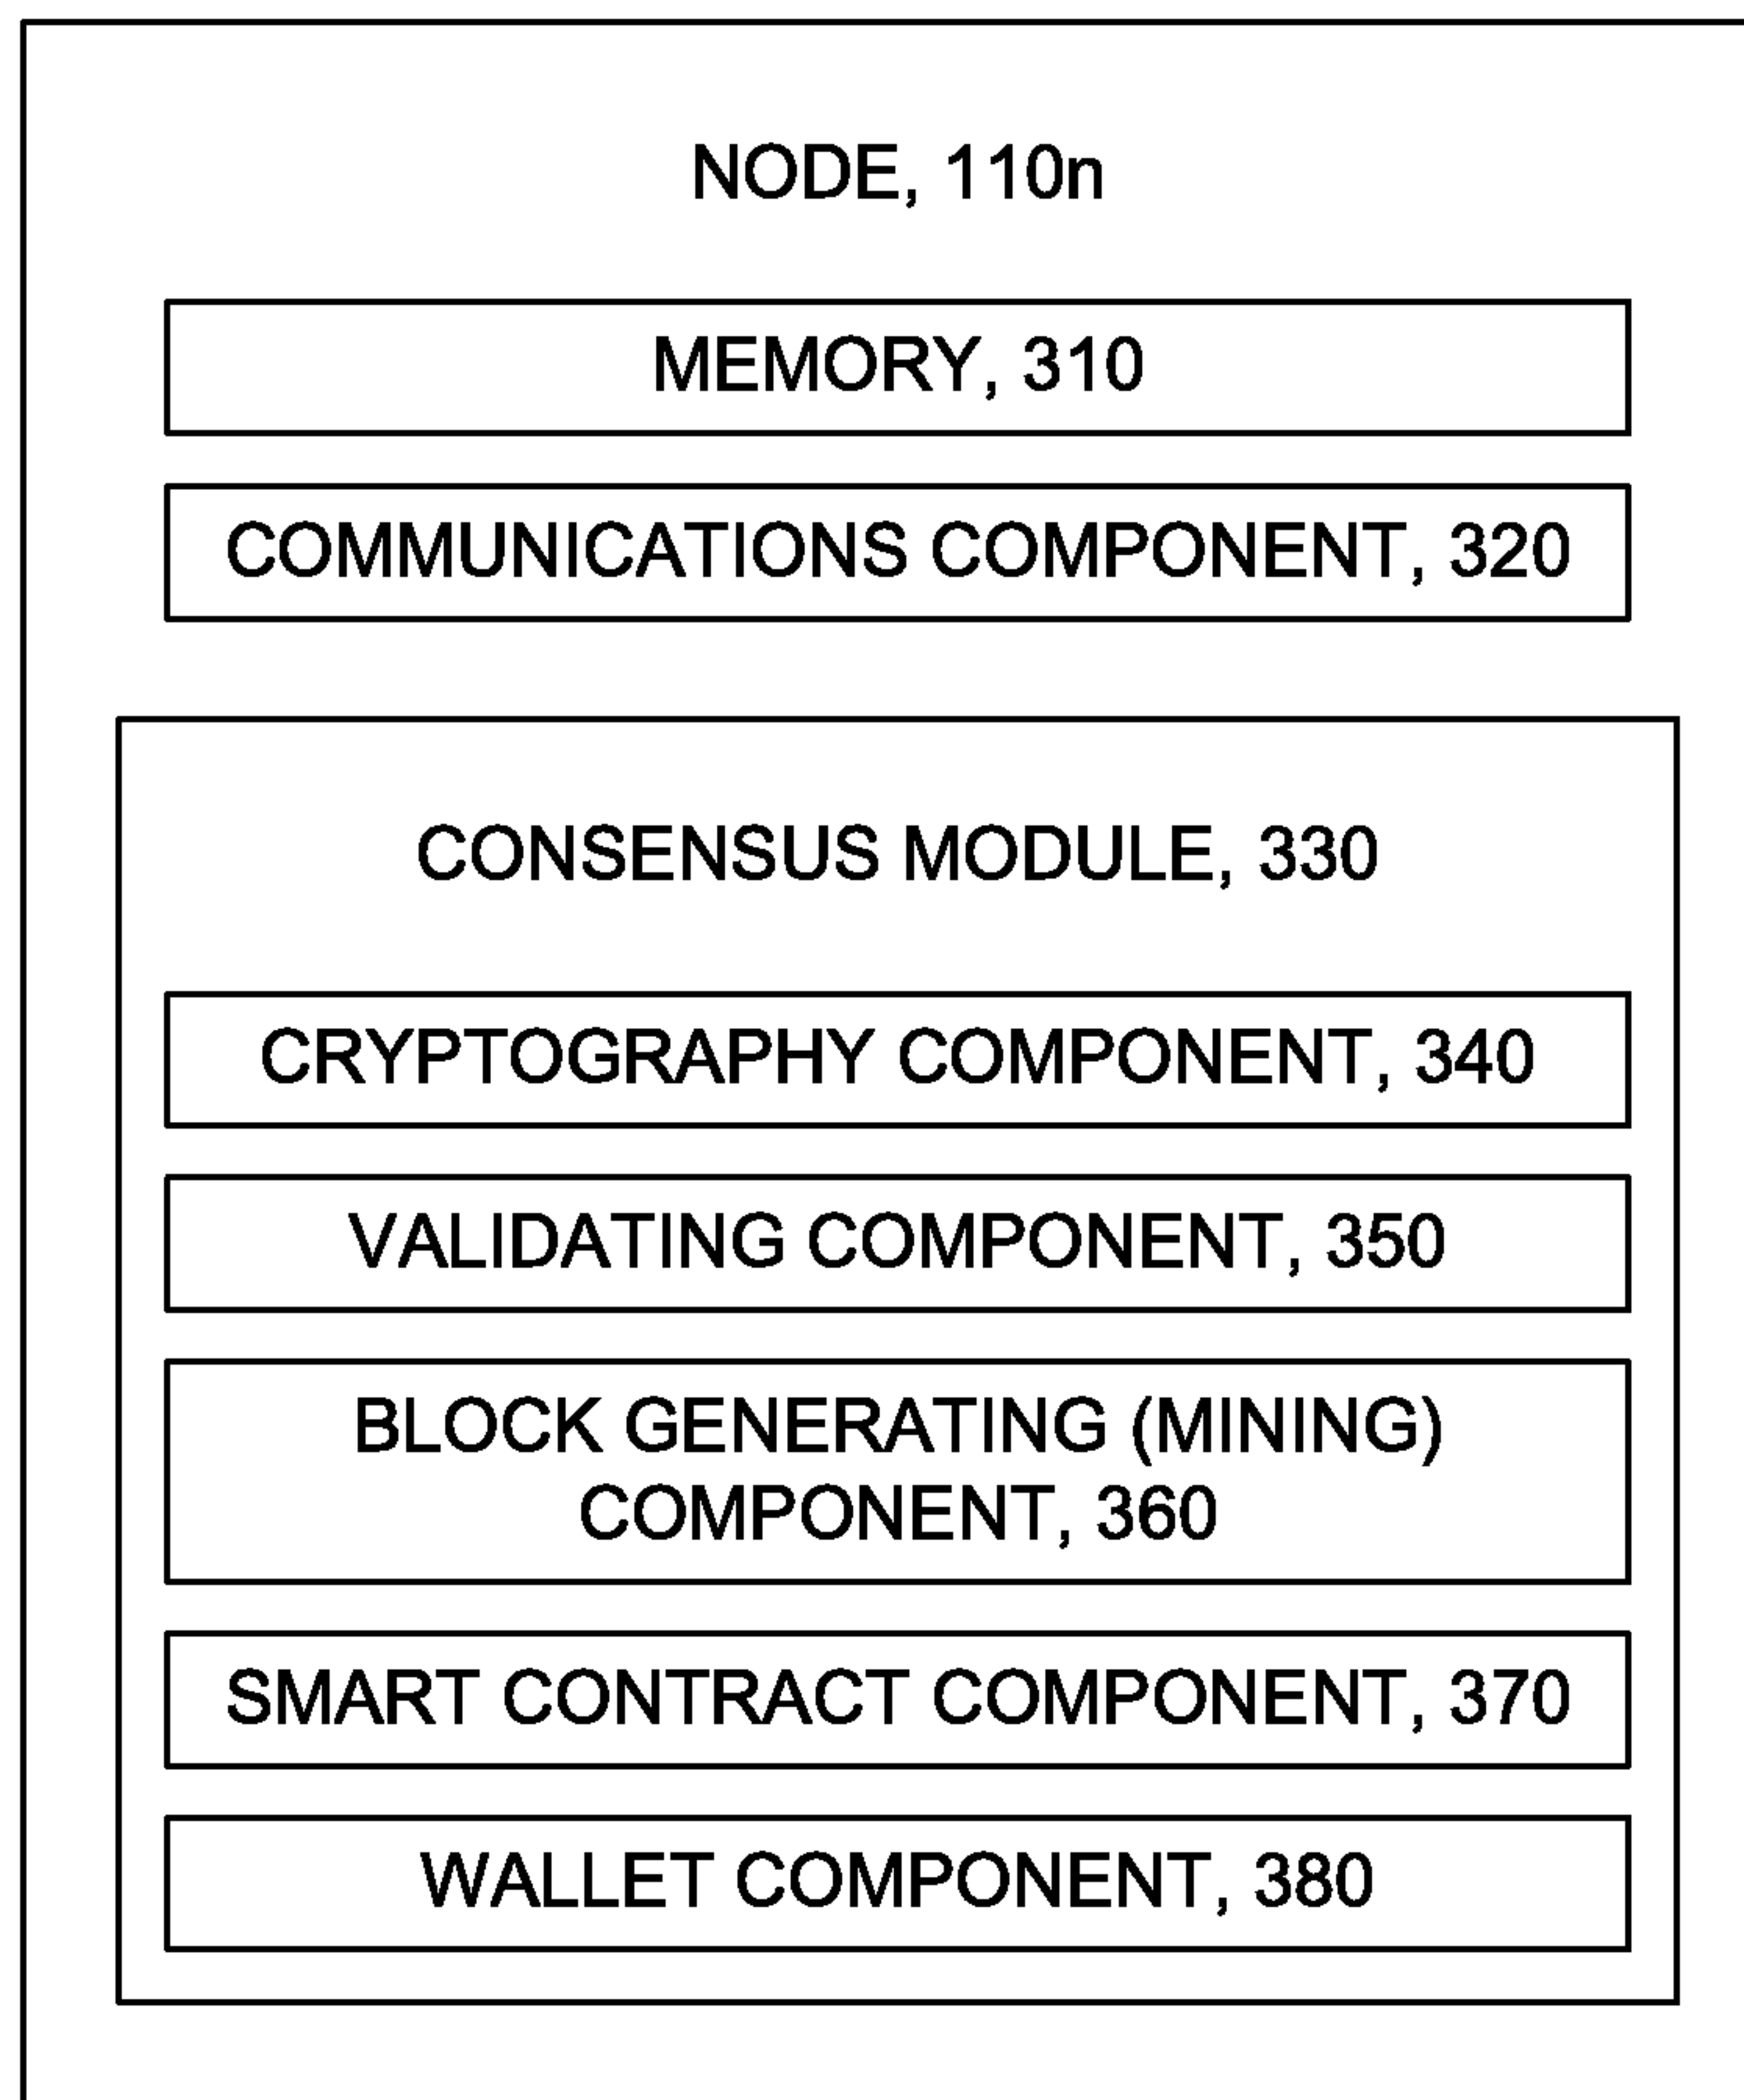 NODE, 110n
MEMORY, 310
COMMUNICATIONS COMPONENT, 320
CONSENSUS MODULE, 330
CRYPTOGRAPHY COMPONENT, 340
VALIDATING COMPONENT, 350
BLOCK GENERATING (MINING)
COMPONENT, 360
SMART CONTRACT COMPONENT, 370
WALLET COMPONENT, 380